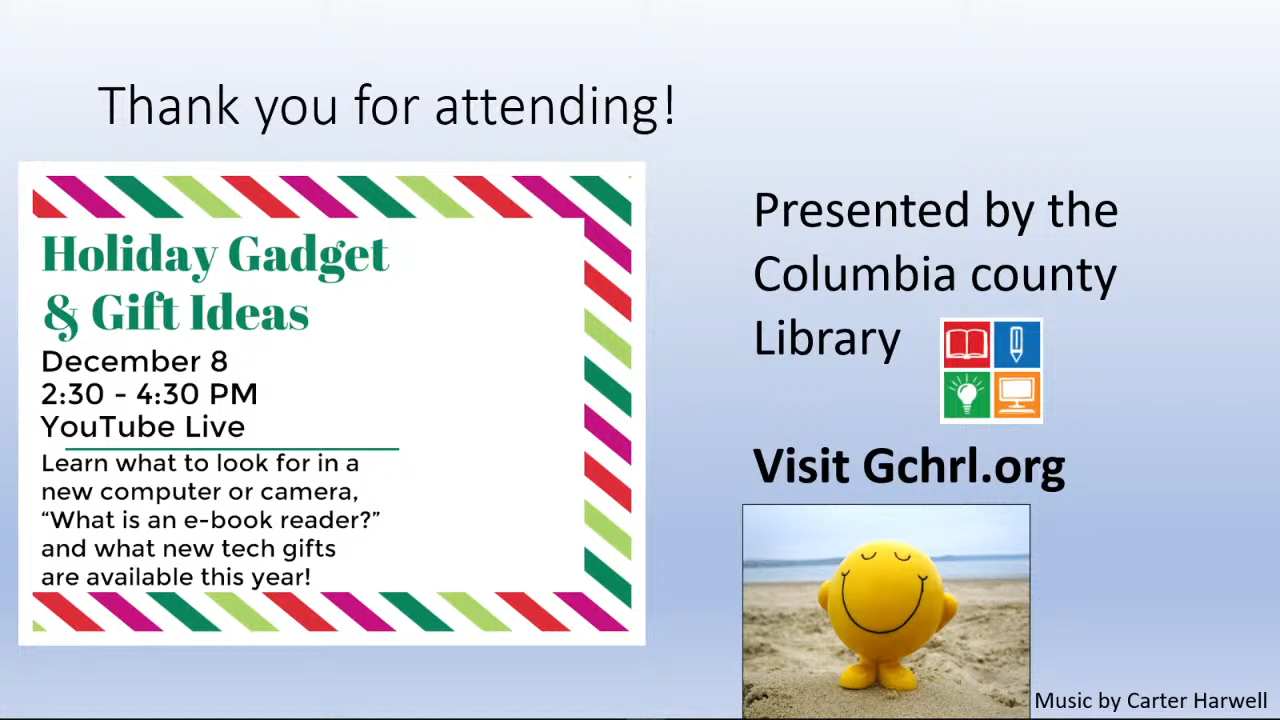 Thank you for attending!
Holiday Gadget
& Gift Ideas
December 8
2:30 - 4:30 PM
YouTube Live
Learn what to look for in a
new computer or camera,
“What is an e-book reader?”
and what new tech gifts
are available this year!
Presented by the
Columbia county
Library
Visit Gchrl.org
Music by Carter Harwell